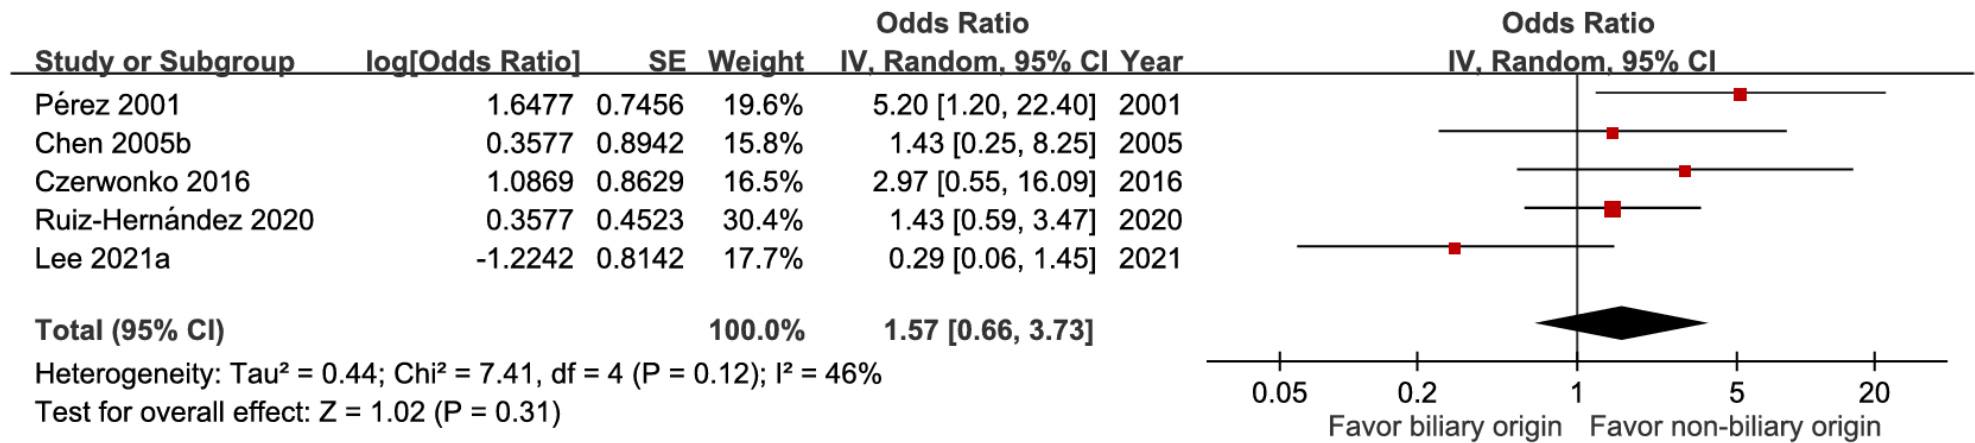 Odds Ratio Odds Ratio
Study or Subgroup log[Odds Ratio] SE Weight IV, Random, 95% CI Year IV, Random, 95% CI
Pérez 2001 1.6477 0.7456 19.6% 5.20 [1.20, 22.40] 2001
Chen 2005b 0.3577 0.8942 15.8% 1.43 [0.25, 8.25] 2005
Czerwonko 2016 1.0869 0.8629 16.5% 2.97 [0.55, 16.09] 2016
Ruiz-Hernández 2020 0.3577 0.4523 30.4% 1.43 [0.59, 3.47] 2020
Lee 2021a -1.2242 0.8142 17.7% 0.29 [0.06, 1.45] 2021
Total (95% CI) 100.0% 1.57 [0.66, 3.73]
Heterogeneity: Tau² = 0.44; Chi² = 7.41, df = 4 (P = 0.12); I² = 46%
Test for overall effect: Z = 1.02 (P = 0.31)
0.05 0.2 1 5 20
Favor biliary origin Favor non-biliary origin